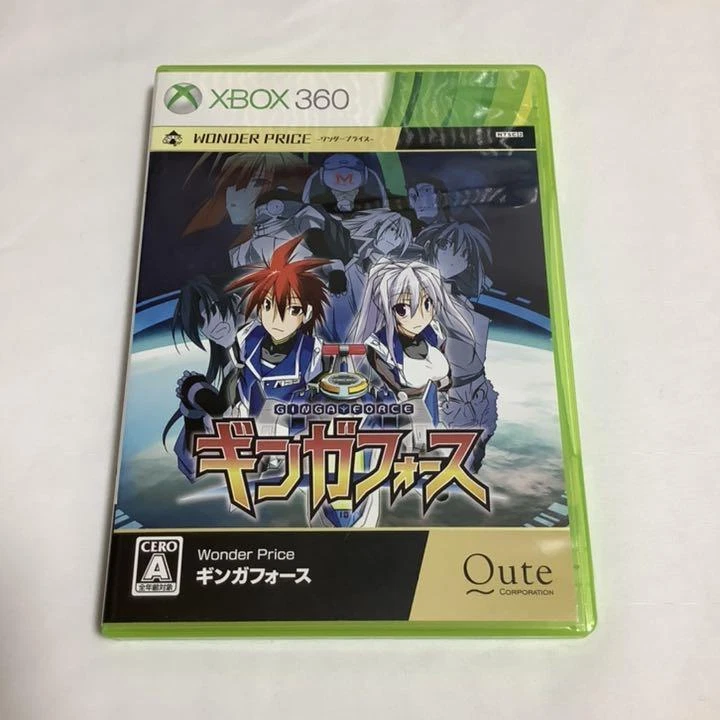 XBOX 360
WONDER PRICE -ワンダープライス-
NTSC J
M
GINGA FORCE
ギンガフォース
CERO
A
全年齢対象
Wonder Price
ギンガフォース
Qute
CORPORATION